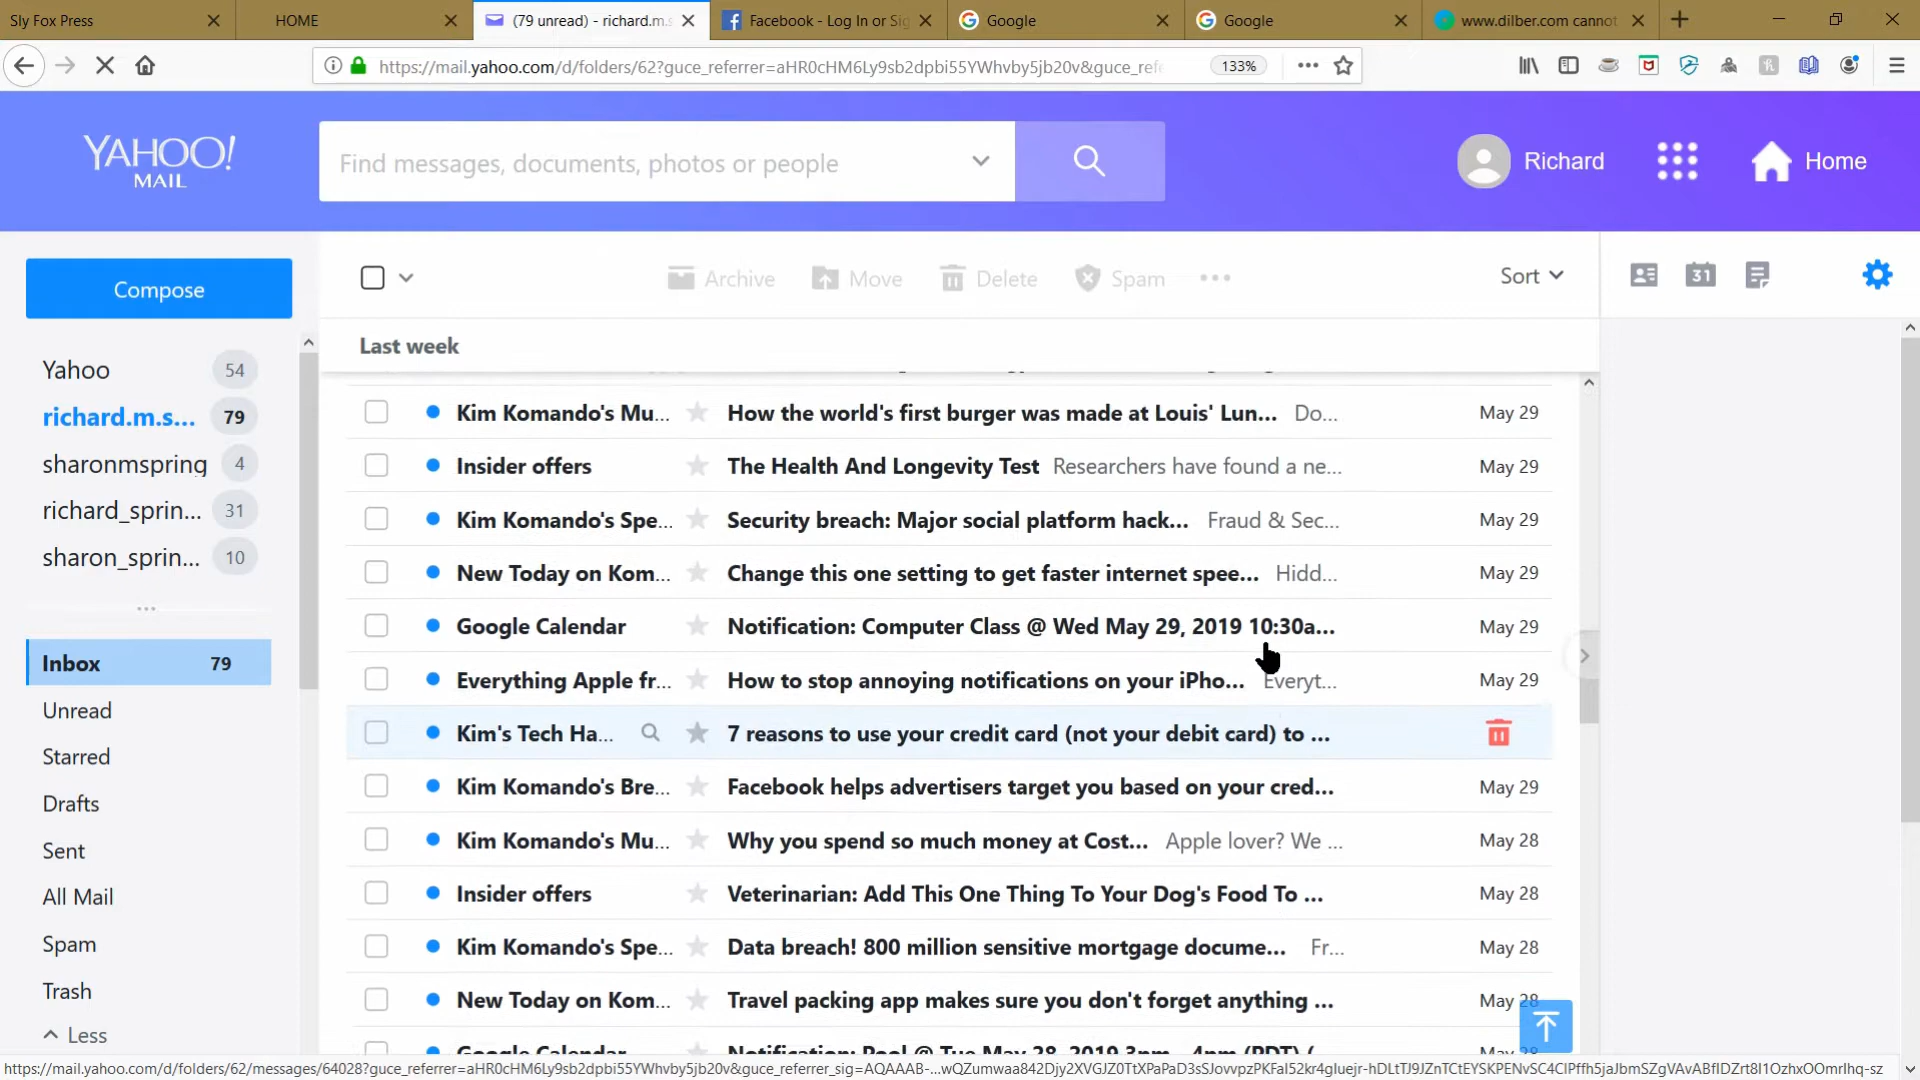 Sly Fox Press
HOME
(79 unread) - richard.m.s
Facebook - Log In or Sig
Google
Google
www.dilber.com cannot
https://mail.yahoo.com/d/folders/62?guce_referrer=aHR0cHM6Ly9sb2dpbi55YWhvby5jb20v&guce_refe
133%
YAHOO!
MAIL
Find messages, documents, photos or people
Richard
Home
Compose
Archive
Move
Delete
Spam
Sort
31
Last week
Yahoo 54
richard.m.s... 79
sharonmspring 4
richard_sprin... 31
sharon_sprin... 10
Inbox 79
Unread
Starred
Drafts
Sent
All Mail
Spam
Trash
Less
Kim Komando's Mu... How the world's first burger was made at Louis' Lun... Do... May 29
Insider offers The Health And Longevity Test Researchers have found a ne... May 29
Kim Komando's Spe... Security breach: Major social platform hack... Fraud & Sec... May 29
New Today on Kom... Change this one setting to get faster internet spee... Hidd... May 29
Google Calendar Notification: Computer Class @ Wed May 29, 2019 10:30a... May 29
Everything Apple fr... How to stop annoying notifications on your iPho... Everyt... May 29
Kim's Tech Ha... 7 reasons to use your credit card (not your debit card) to ...
Kim Komando's Bre... Facebook helps advertisers target you based on your cred... May 29
Kim Komando's Mu... Why you spend so much money at Cost... Apple lover? We ... May 28
Insider offers Veterinarian: Add This One Thing To Your Dog's Food To ... May 28
Kim Komando's Spe... Data breach! 800 million sensitive mortgage docume... Fr... May 28
New Today on Kom... Travel packing app makes sure you don't forget anything ... May 28
Google Calendar Notification: Pool @ Tue May 28, 2019 3pm - 4pm (PDT) (